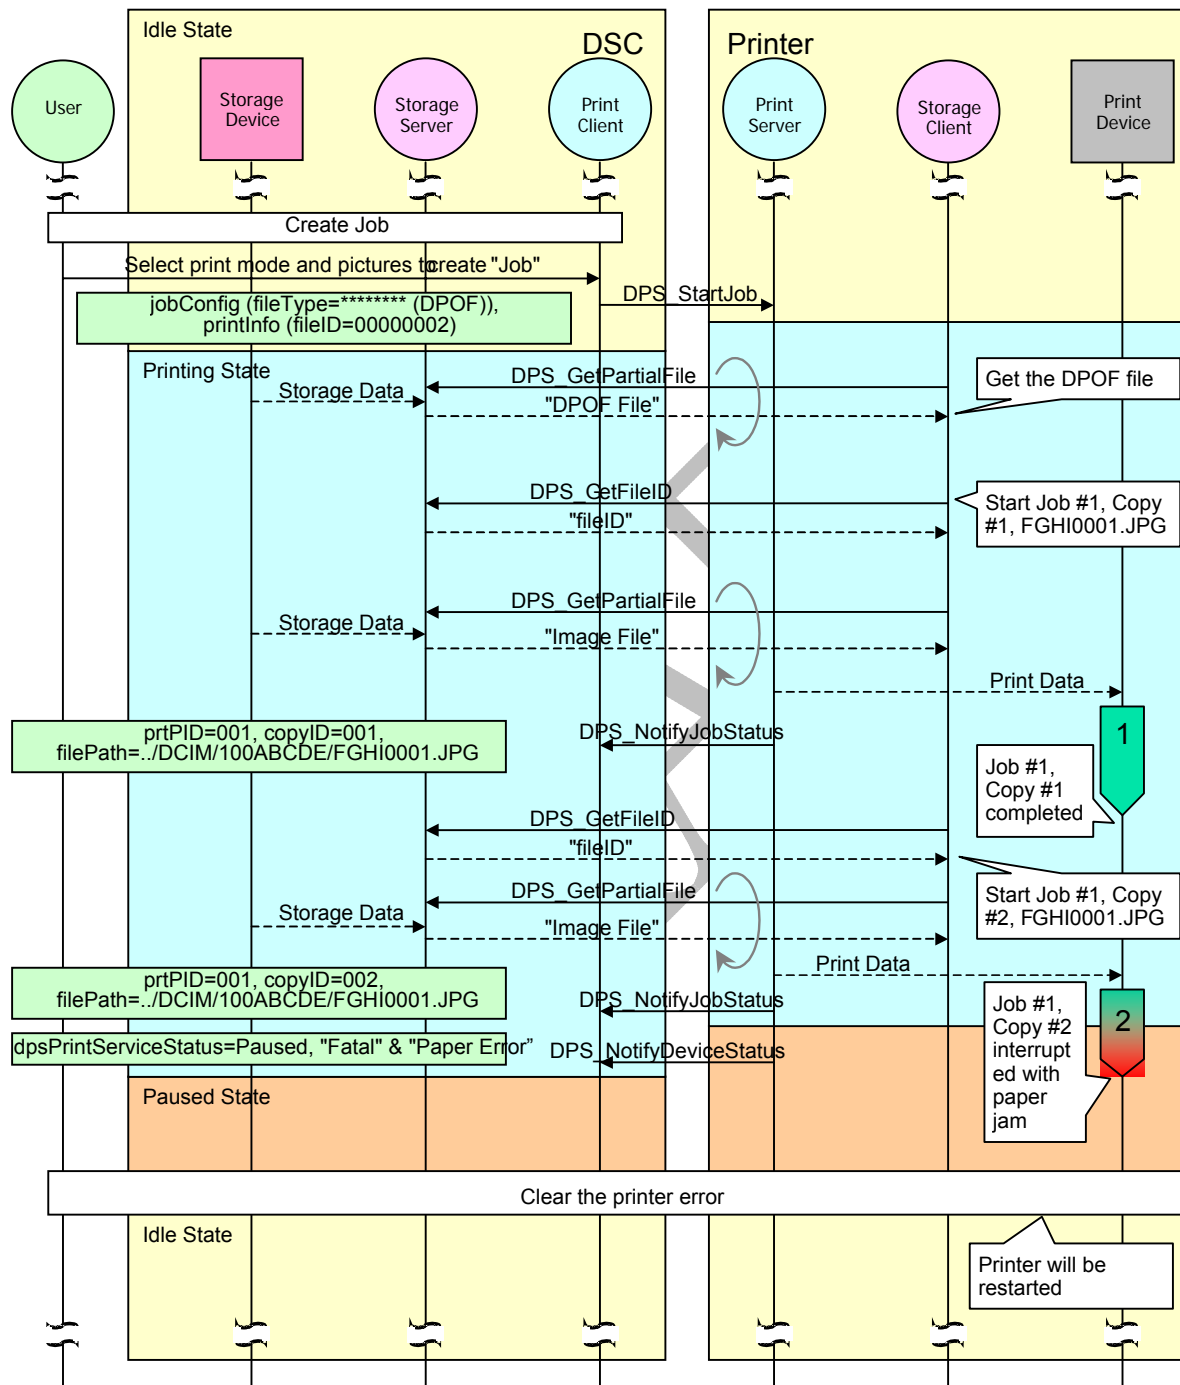 Idle State
DSC
Printer
User
Storage
Device
Storage
Server
Print
Client
Print
Server
Storage
Client
Print
Device
Create Job
Select print mode and pictures to create "Job"
jobConfig (fileType=******** (DPOF)),
printInfo (fileID=00000002)
DPS_StartJob
Printing State
DPS_GetPartialFile
Get the DPOF file
Storage Data
"DPOF File"
DPS_GetFileID
Start Job #1, Copy
#1, FGHI0001.JPG
"fileID"
DPS_GetPartialFile
Storage Data
"Image File"
Print Data
prtPID=001, copyID=001,
filePath=../DCIM/100ABCDE/FGHI0001.JPG
DPS_NotifyJobStatus
1
Job #1,
Copy #1
completed
DPS_GetFileID
"fileID"
DPS_GetPartialFile
Start Job #1, Copy
#2, FGHI0001.JPG
Storage Data
"Image File"
Print Data
prtPID=001, copyID=002,
filePath=../DCIM/100ABCDE/FGHI0001.JPG
DPS_NotifyJobStatus
2
Job #1,
Copy #2
interrupt
ed with
paper
jam
dpsPrintServiceStatus=Paused, "Fatal" & "Paper Error”
DPS_NotifyDeviceStatus
Paused State
Clear the printer error
Idle State
Printer will be
restarted